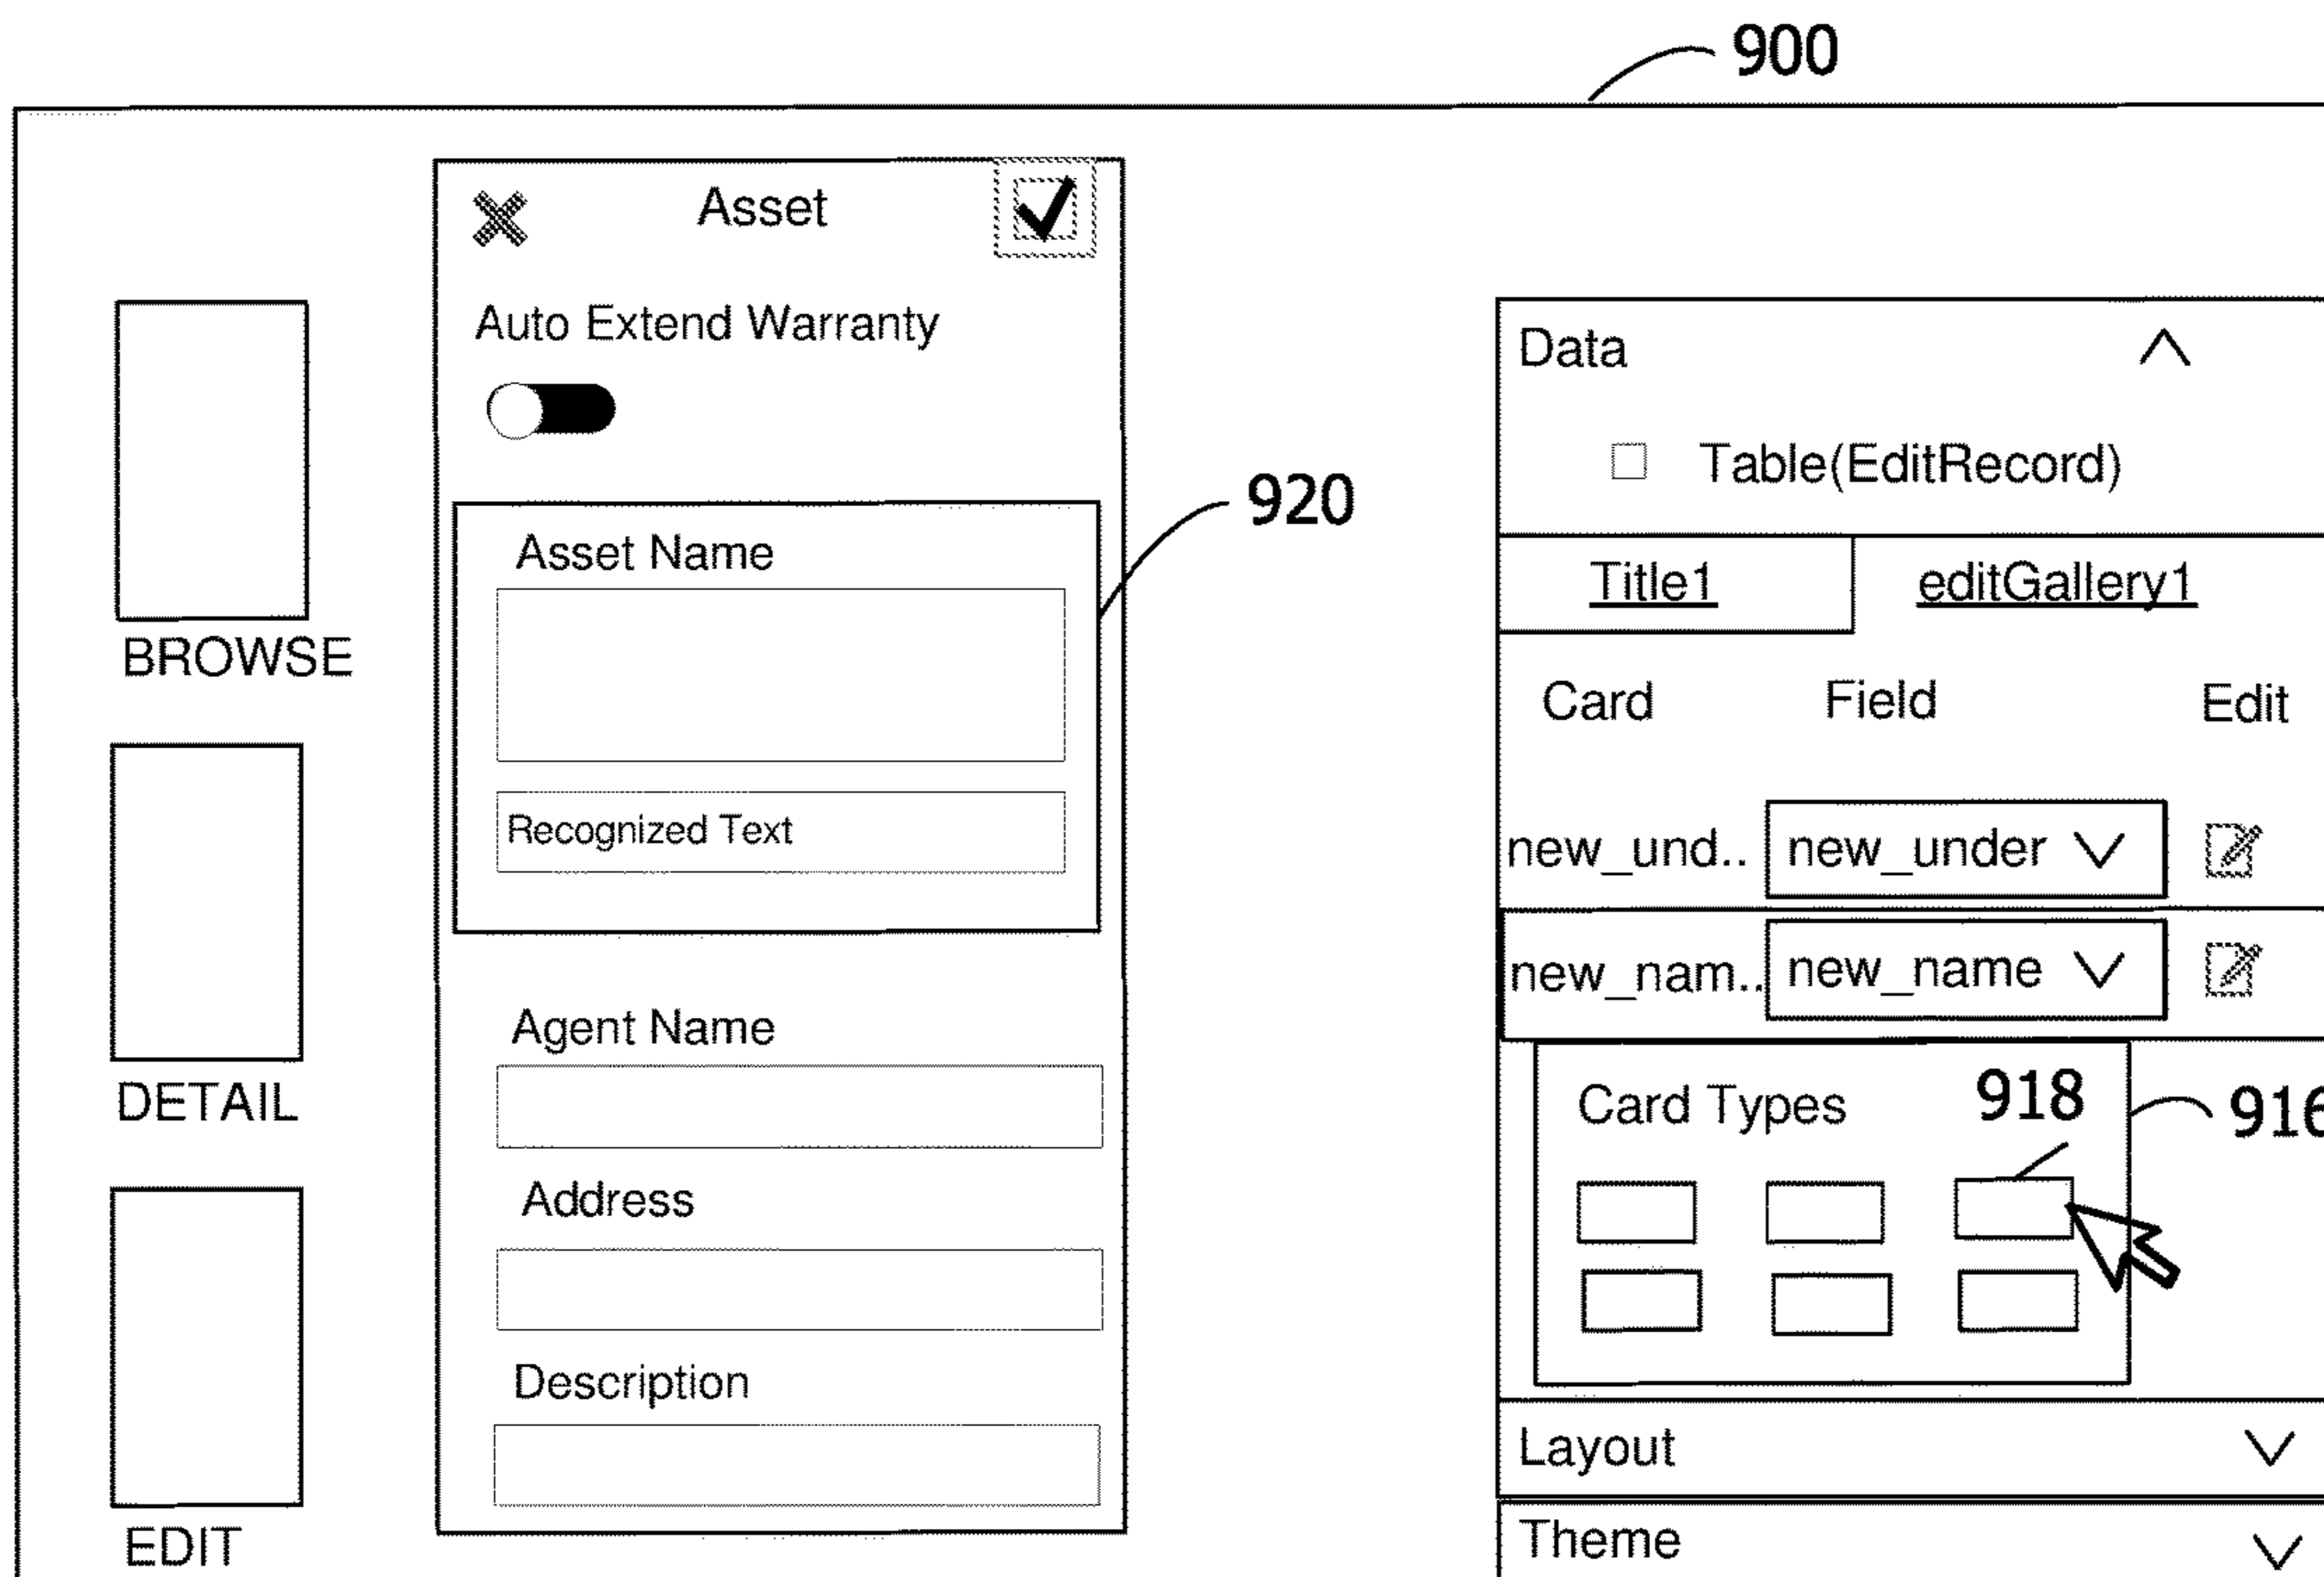 900
Asset
Auto Extend Warranty
920
Asset Name
Recognized Text
Agent Name
Address
Description
BROWSE
DETAIL
EDIT
Data
Table(EditRecord)
Title1 editGallery1
Card Field Edit
new_und.. new_under
new_nam.. new_name
Card Types 918 916
Layout
Theme